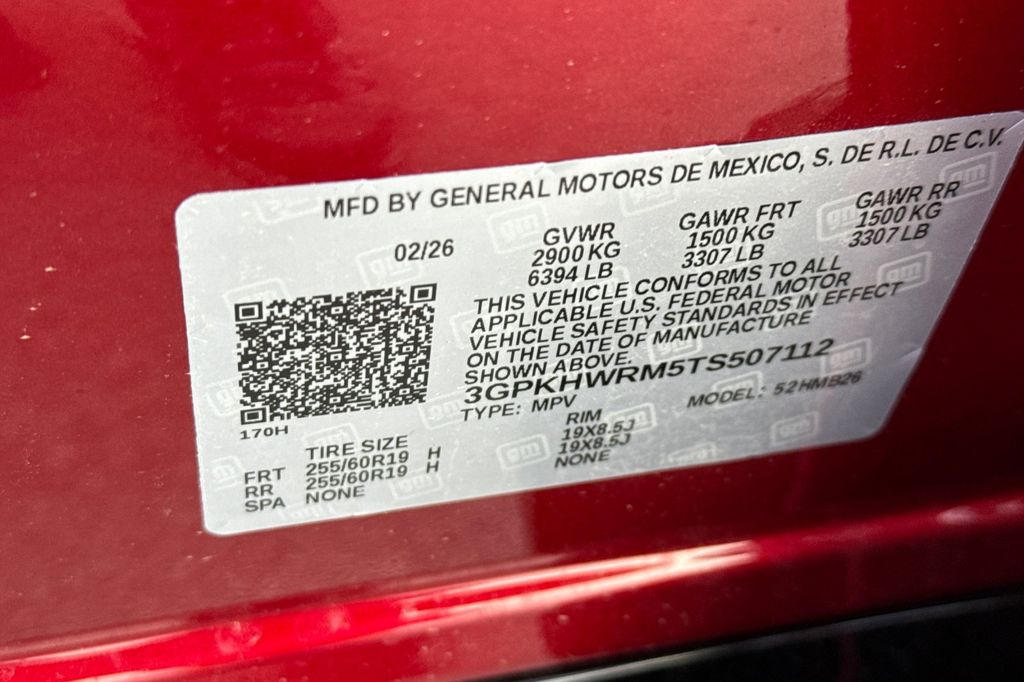 MFD BY GENERAL MOTORS DE MEXICO, S. DE R.L. DE C.V.
02/26
GVWR
2900 KG
6394 LB
GAWR FRT
1500 KG
3307 LB
GAWR RR
1500 KG
3307 LB
THIS VEHICLE CONFORMS TO ALL
APPLICABLE U.S. FEDERAL MOTOR
VEHICLE SAFETY STANDARDS IN EFFECT
ON THE DATE OF MANUFACTURE
SHOWN ABOVE.
3GPKHWRM5TS507112
TYPE: MPV MODEL: 52HMB26
170H
TIRE SIZE RIM
FRT 255/60R19 H 19X8.5J
RR 255/60R19 H 19X8.5J
SPA NONE NONE